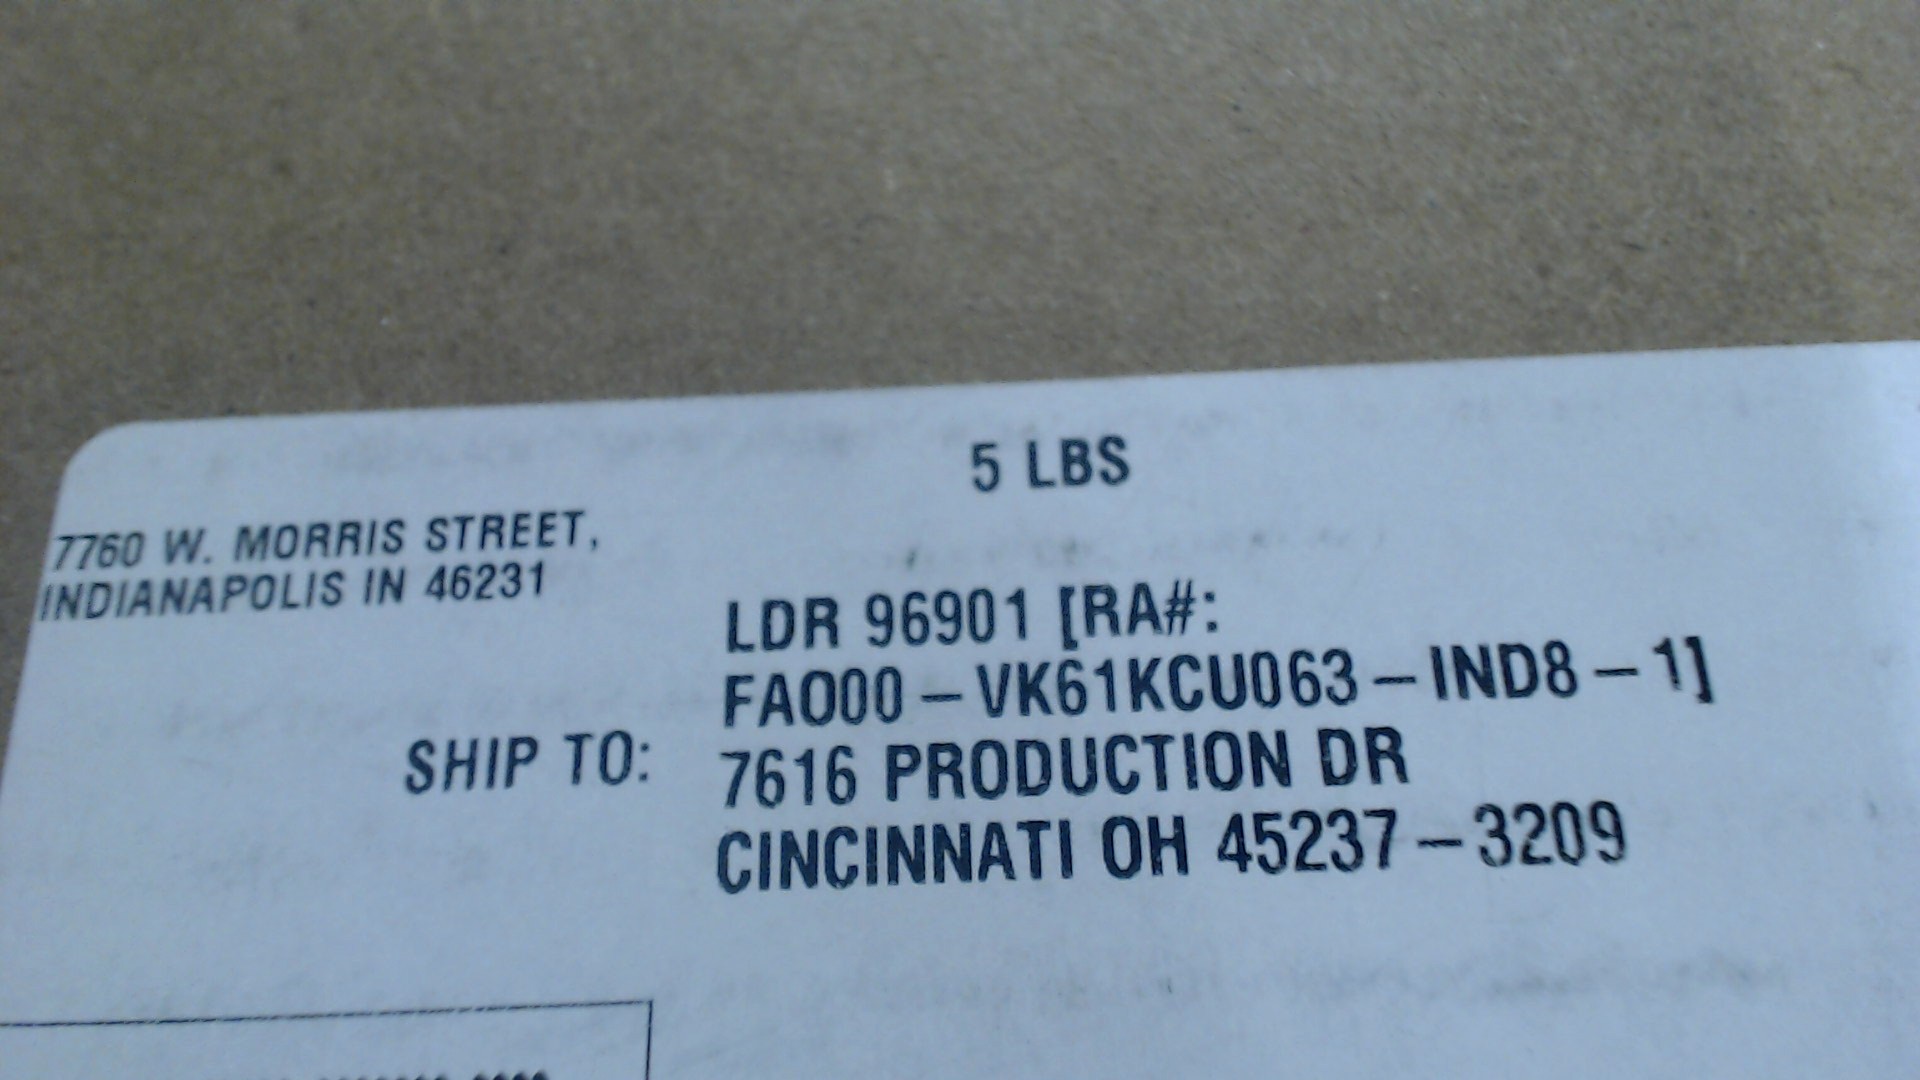 5 LBS
7760 W. MORRIS STREET,
INDIANAPOLIS IN 46231
LDR 96901 [RA#:
FAO00-VK61KCU063-IND8-1]
SHIP TO: 7616 PRODUCTION DR
CINCINNATI OH 45237-3209